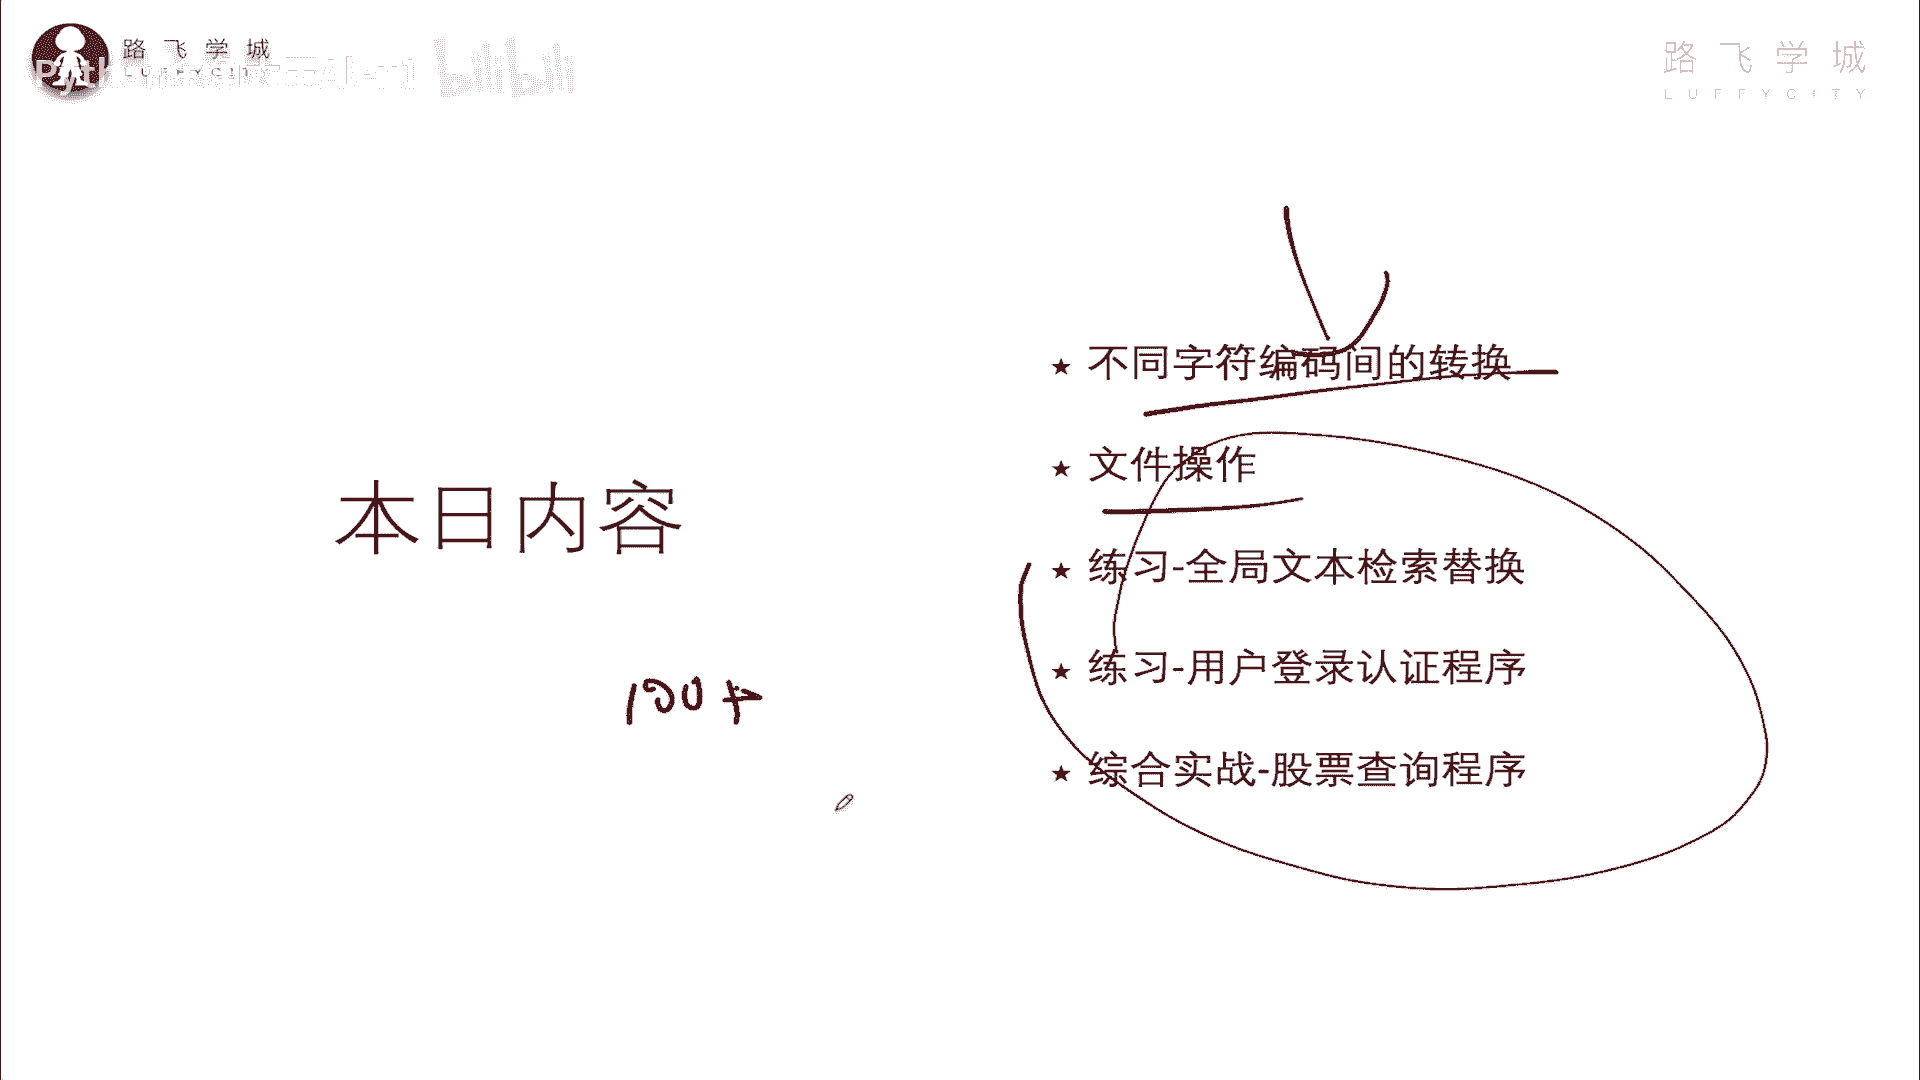 路飞学城
LUFFYCITY
bilibili
路飞学城
LUFFYCITY
本日内容
★ 不同字符编码间的转换
★ 文件操作
★ 练习-全局文本检索替换
★ 练习-用户登录认证程序
★ 综合实战-股票查询程序
100+